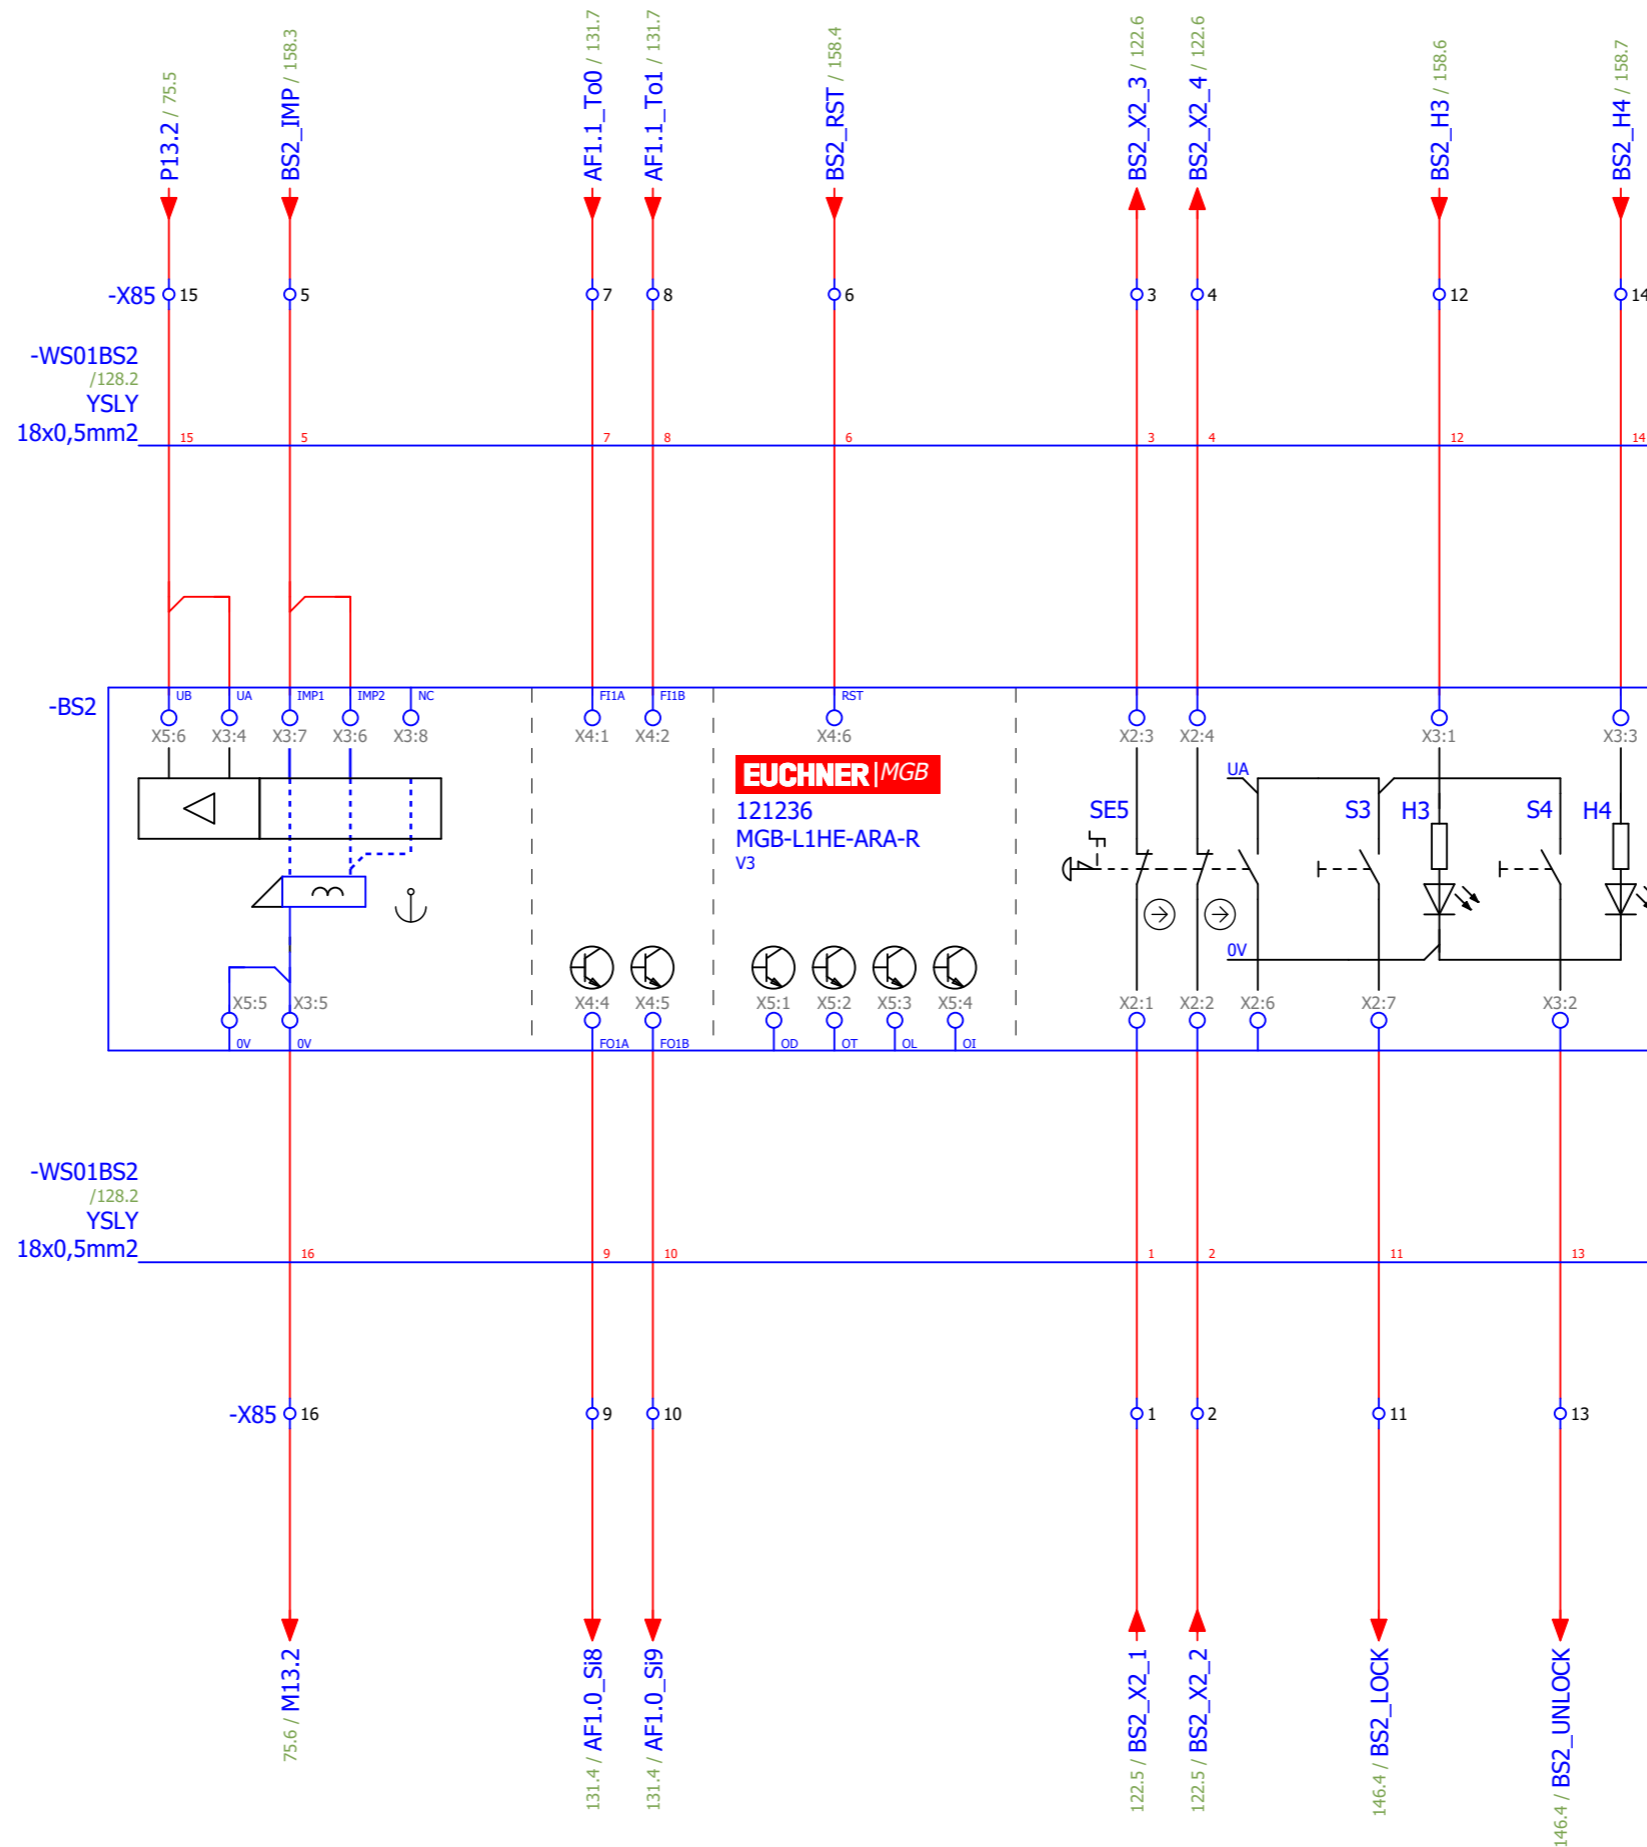 P13.2 / 75.5
BS2_IMP / 158.3
AF1.1_To0 / 131.7
AF1.1_To1 / 131.7
BS2_RST / 158.4
BS2_X2_3 / 122.6
BS2_X2_4 / 122.6
BS2_H3 / 158.6
BS2_H4 / 158.7
-X85 15 5 7 8 6 3 4 12 14
-WS01BS2
/128.2
YSLY
18x0,5mm2
15 5 7 8 6 3 4 12 14
-BS2
UB UA IMP1 IMP2 NC FI1A FI1B RST
X5:6 X3:4 X3:7 X3:6 X3:8 X4:1 X4:2 X4:6 X2:3 X2:4 X3:1 X3:3
EUCHNER|MGB
121236
MGB-L1HE-ARA-R
V3
UA
SE5 S3 H3 S4 H4
0V
X5:5 X3:5 X4:4 X4:5 X5:1 X5:2 X5:3 X5:4 X2:1 X2:2 X2:6 X2:7 X3:2
0V 0V FO1A FO1B OD OT OL OI
-WS01BS2
/128.2
YSLY
18x0,5mm2
16 9 10 1 2 11 13
-X85 16 9 10 1 2 11 13
75.6 / M13.2
131.4 / AF1.0_Si8
131.4 / AF1.0_Si9
122.5 / BS2_X2_1
122.5 / BS2_X2_2
146.4 / BS2_LOCK
146.4 / BS2_UNLOCK